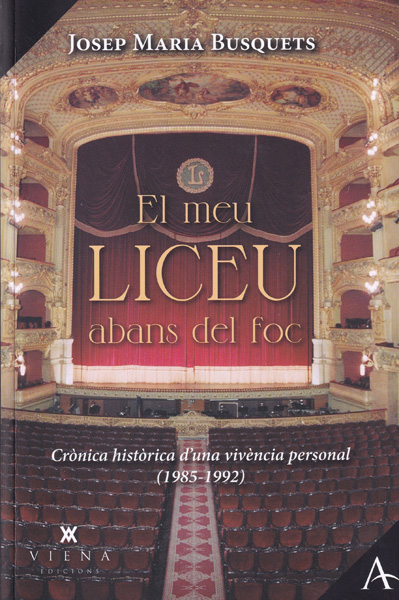 JOSEP MARIA BUSQUETS
L
El meu
LICEU
abans del foc
Crònica històrica d'una vivència personal
(1985-1992)
VIENA
EDICIONS
A